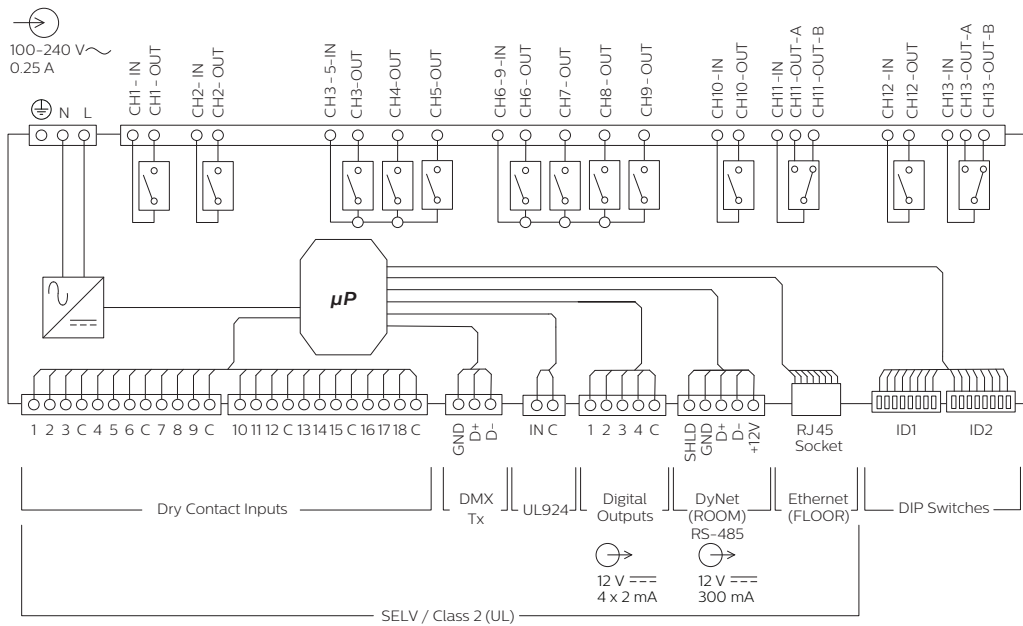 100-240 V
0.25 A
N L
CH1-IN
CH1-OUT
CH2-IN
CH2-OUT
CH3-5-IN
CH3-OUT
CH4-OUT
CH5-OUT
CH6-9-IN
CH6-OUT
CH7-OUT
CH8-OUT
CH9-OUT
CH10-IN
CH10-OUT
CH11-IN
CH11-OUT-A
CH11-OUT-B
CH12-IN
CH12-OUT
CH13-IN
CH13-OUT-A
CH13-OUT-B
µP
1 2 3 C 4 5 6 C 7 8 9 C
10 11 12 C 13 14 15 C 16 17 18 C
GND
D+
D-
IN C
1 2 3 4 C
SHLD
GND
D+
D-
+12V
RJ45
Socket
ID1
ID2
Dry Contact Inputs
DMX
Tx
UL924
Digital
Outputs
DyNet
(ROOM)
RS-485
Ethernet
(FLOOR)
DIP Switches
12 V
4 x 2 mA
12 V
300 mA
SELV / Class 2 (UL)